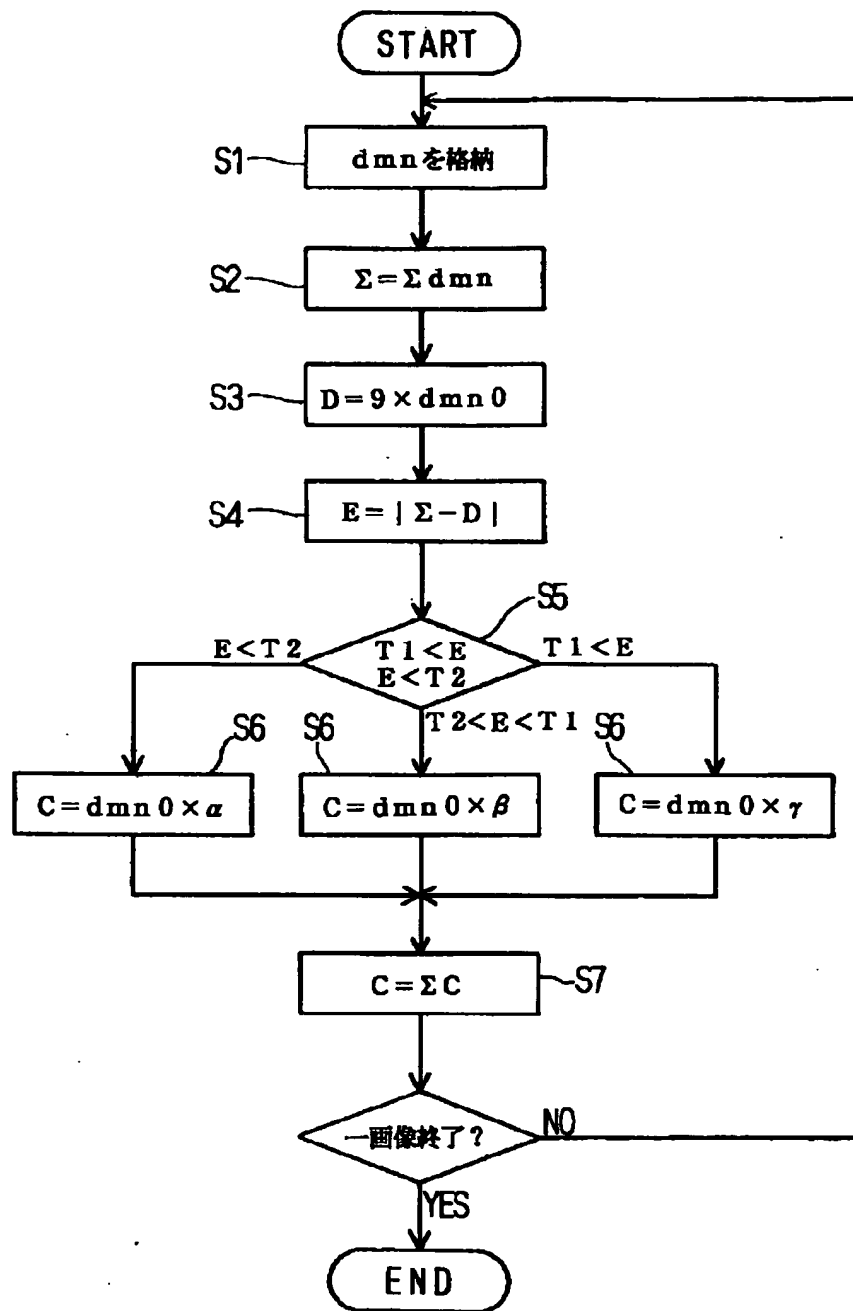 START
S1
dmnを格納
S2
Σ=Σdmn
S3
D=9×dmn0
S4
E=|Σ-D|
S5
E<T2
T1<E
E<T2
T1<E
T2<E<T1
S6
S6
S6
C=dmn0×α
C=dmn0×β
C=dmn0×γ
C=ΣC
S7
一画像終了?
NO
YES
END